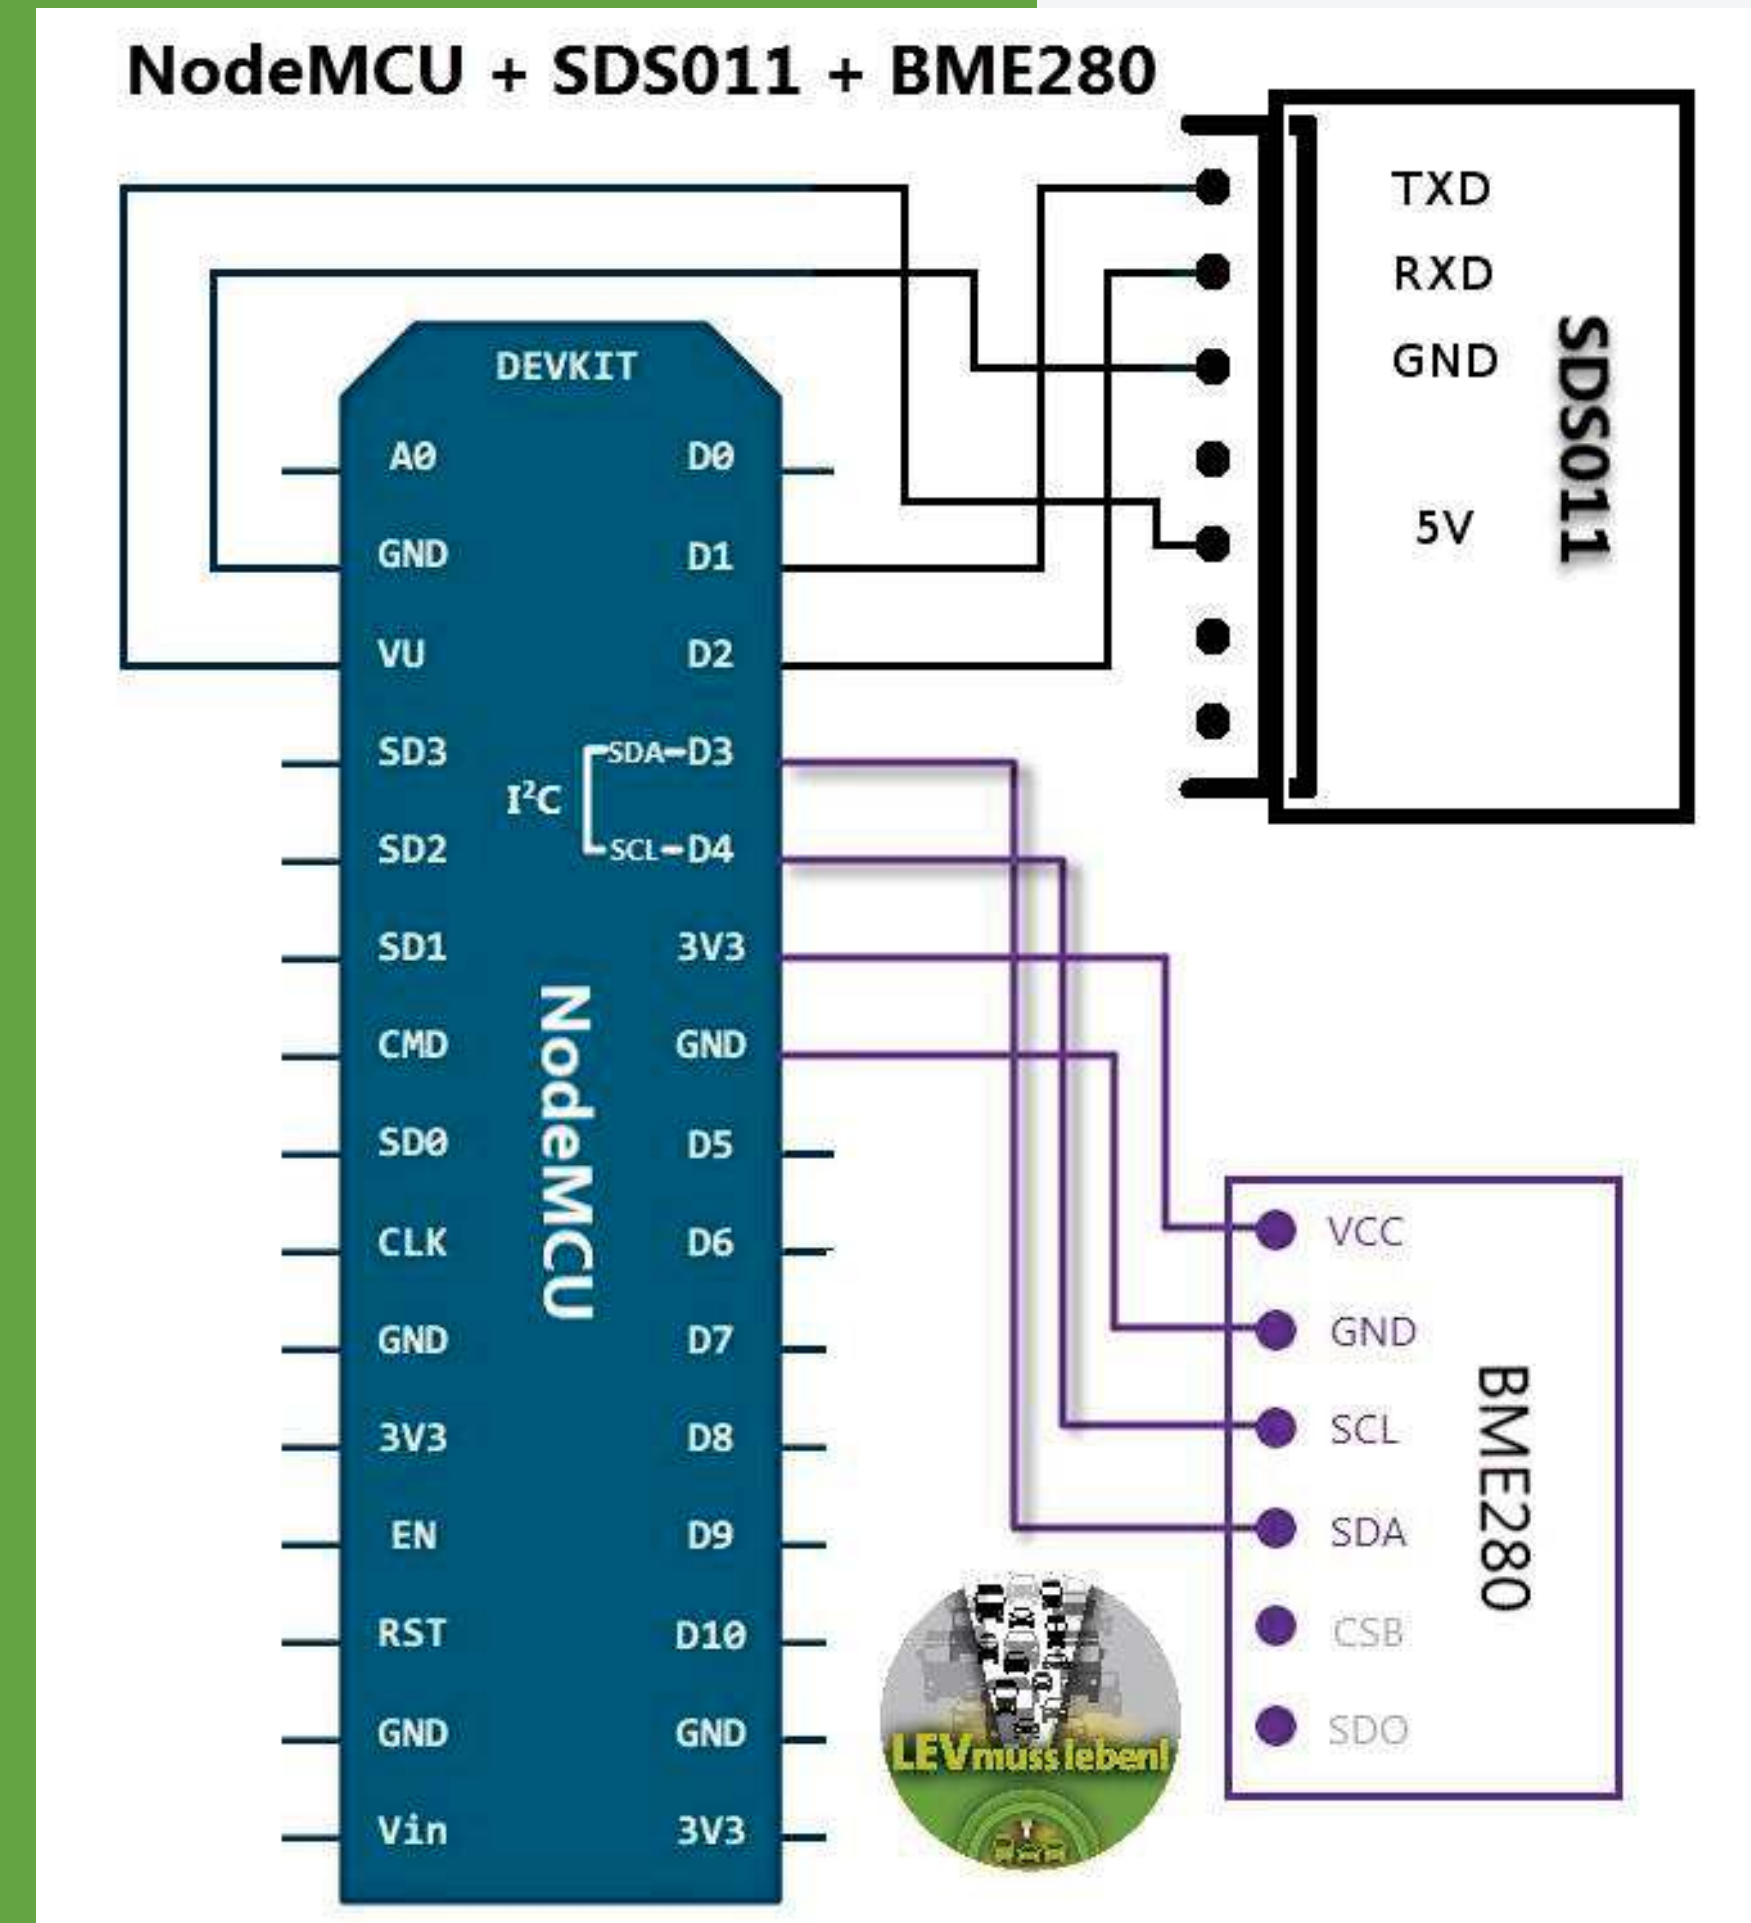 NodeMCU + SDS011 + BME280
TXD
RXD
GND
5V
SDS011
DEVKIT
A0 D0
GND D1
VU D2
SD3 SDA D3
I²C
SD2 SCL D4
SD1 3V3
CMD GND
SD0 D5
CLK D6
GND D7
3V3 D8
EN D9
RST D10
GND GND
Vin 3V3
NodeMCU
VCC
GND
SCL
SDA
CSB
SDO
BME280
LEVmuss leben!